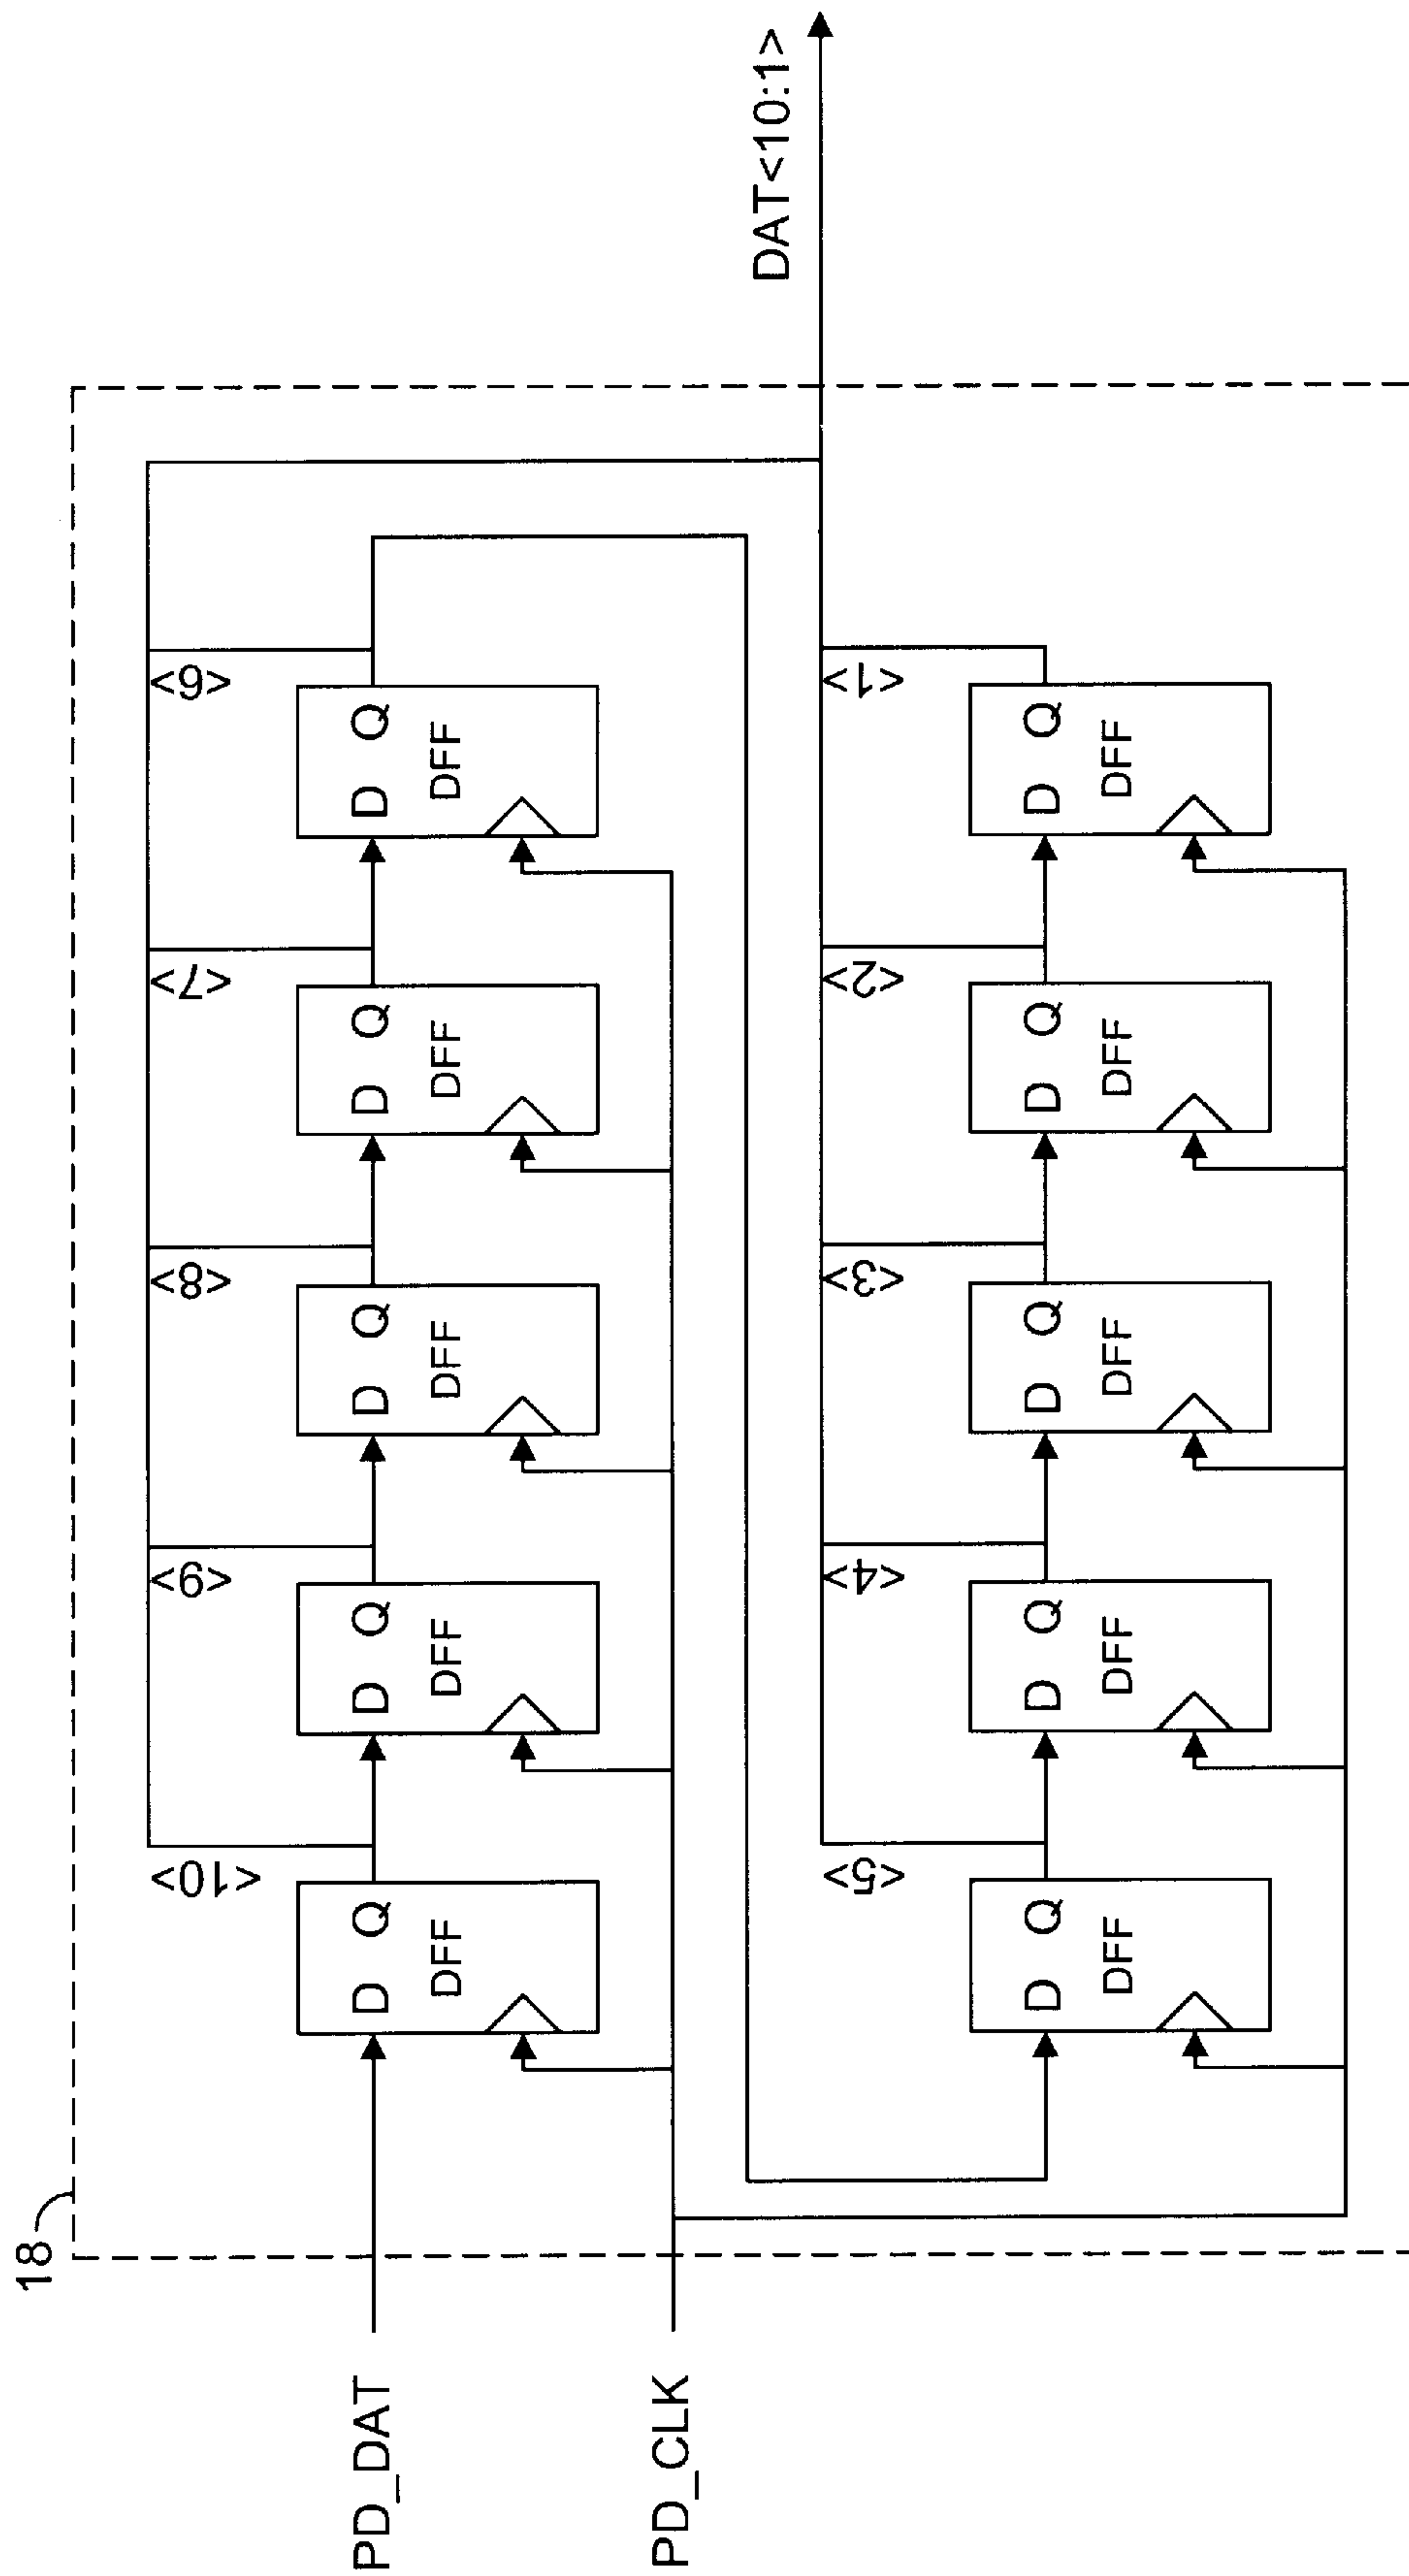 18
<10>
<9>
<8>
<7>
<6>
D Q
DFF
D Q
DFF
D Q
DFF
D Q
DFF
D Q
DFF
PD_DAT
PD_CLK
DAT<10:1>
<5>
<4>
<3>
<2>
<1>
D Q
DFF
D Q
DFF
D Q
DFF
D Q
DFF
D Q
DFF